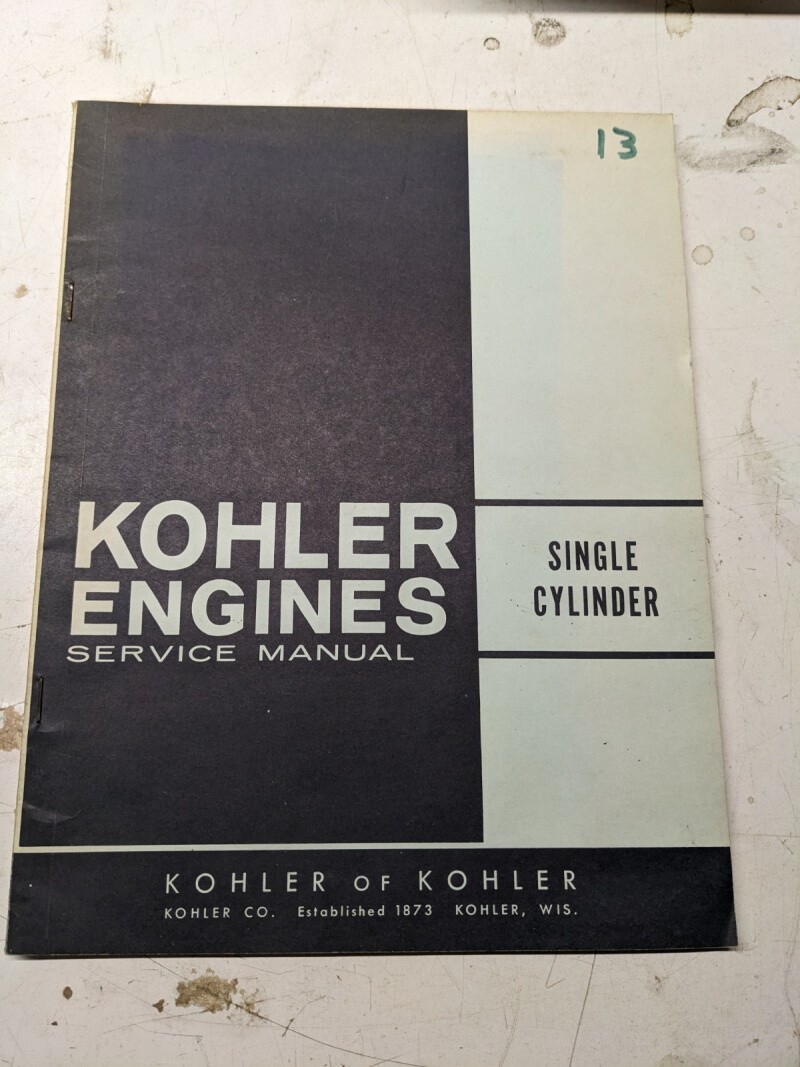 13
KOHLER
ENGINES
SERVICE MANUAL
SINGLE
CYLINDER
KOHLER OF KOHLER
KOHLER CO. Established 1873 KOHLER, WIS.